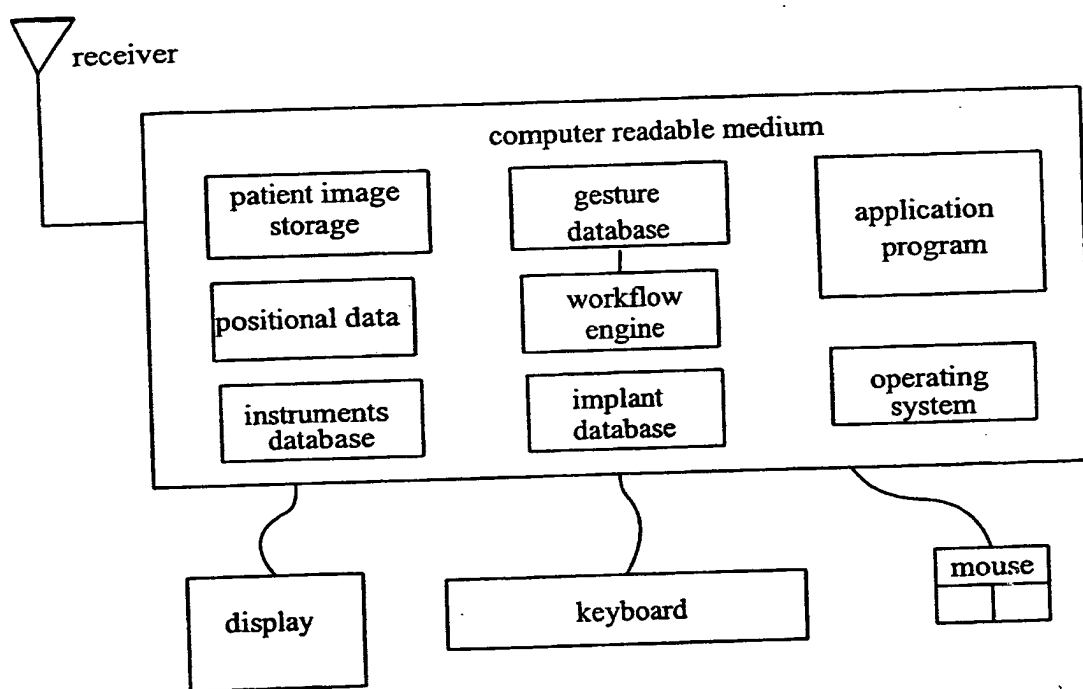 receiver
computer readable medium
patient image
storage
gesture
database
application
program
positional data
workflow
engine
instruments
database
implant
database
operating
system
display
keyboard
mouse